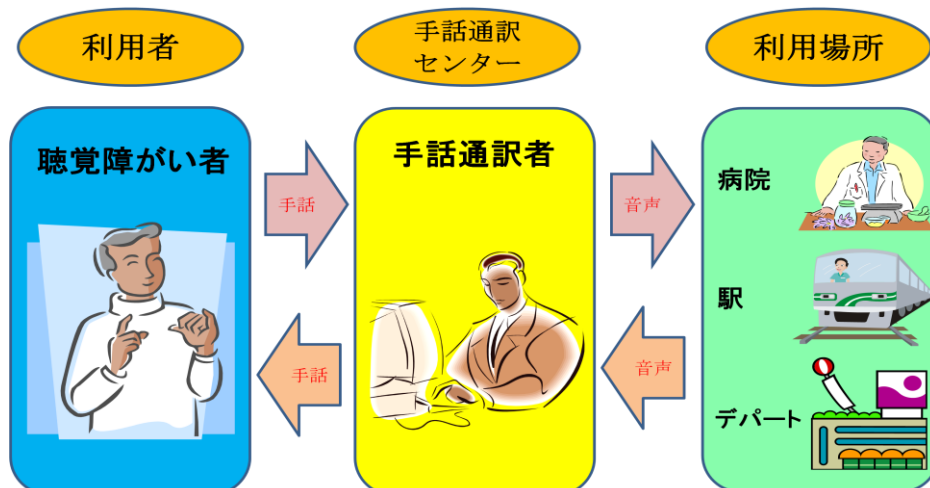 利用者
手話通訳
センター
利用場所
聴覚障がい者
手話
手話通訳者
音声
病院
駅
手話
音声
デパート